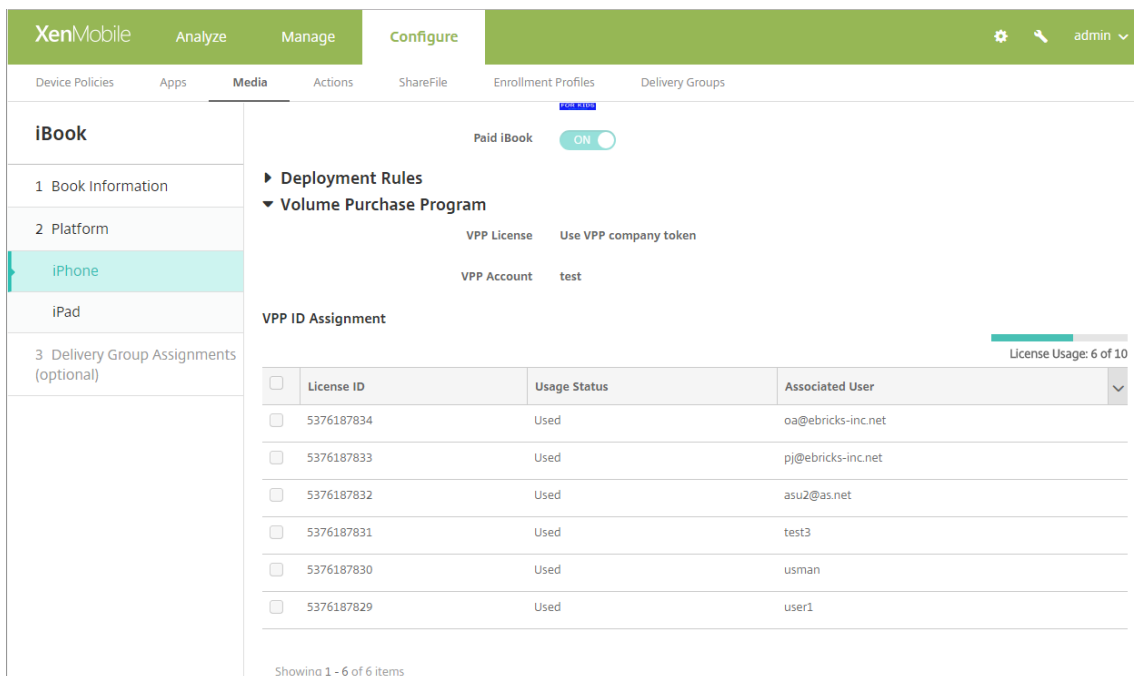 XenMobile Analyze Manage Configure admin
Device Policies Apps Media Actions ShareFile Enrollment Profiles Delivery Groups
FOR KIDS
iBook
Paid iBook ON
1 Book Information
2 Platform
iPhone
iPad
3 Delivery Group Assignments
(optional)
Deployment Rules
Volume Purchase Program
VPP License Use VPP company token
VPP Account test
VPP ID Assignment
License Usage: 6 of 10
License ID Usage Status Associated User
5376187834 Used oa@ebricks-inc.net
5376187833 Used pj@ebricks-inc.net
5376187832 Used asu2@as.net
5376187831 Used test3
5376187830 Used usman
5376187829 Used user1
Showing 1 - 6 of 6 items